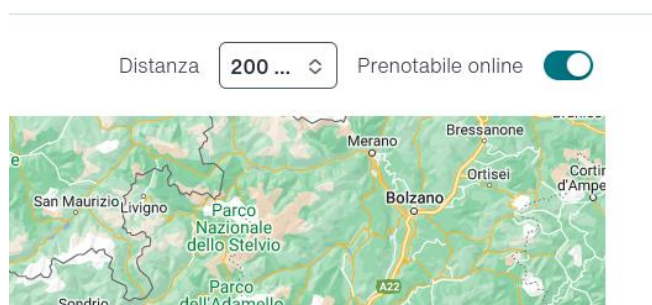 Distanza 200 ... Prenotabile online
Bressanone
Merano
Ortisei
Cortin
d'Ampe
San Maurizio
Livigno
Bolzano
Parco
Nazionale
dello Stelvio
A22
Parco
dell'Adamello
Sondrio